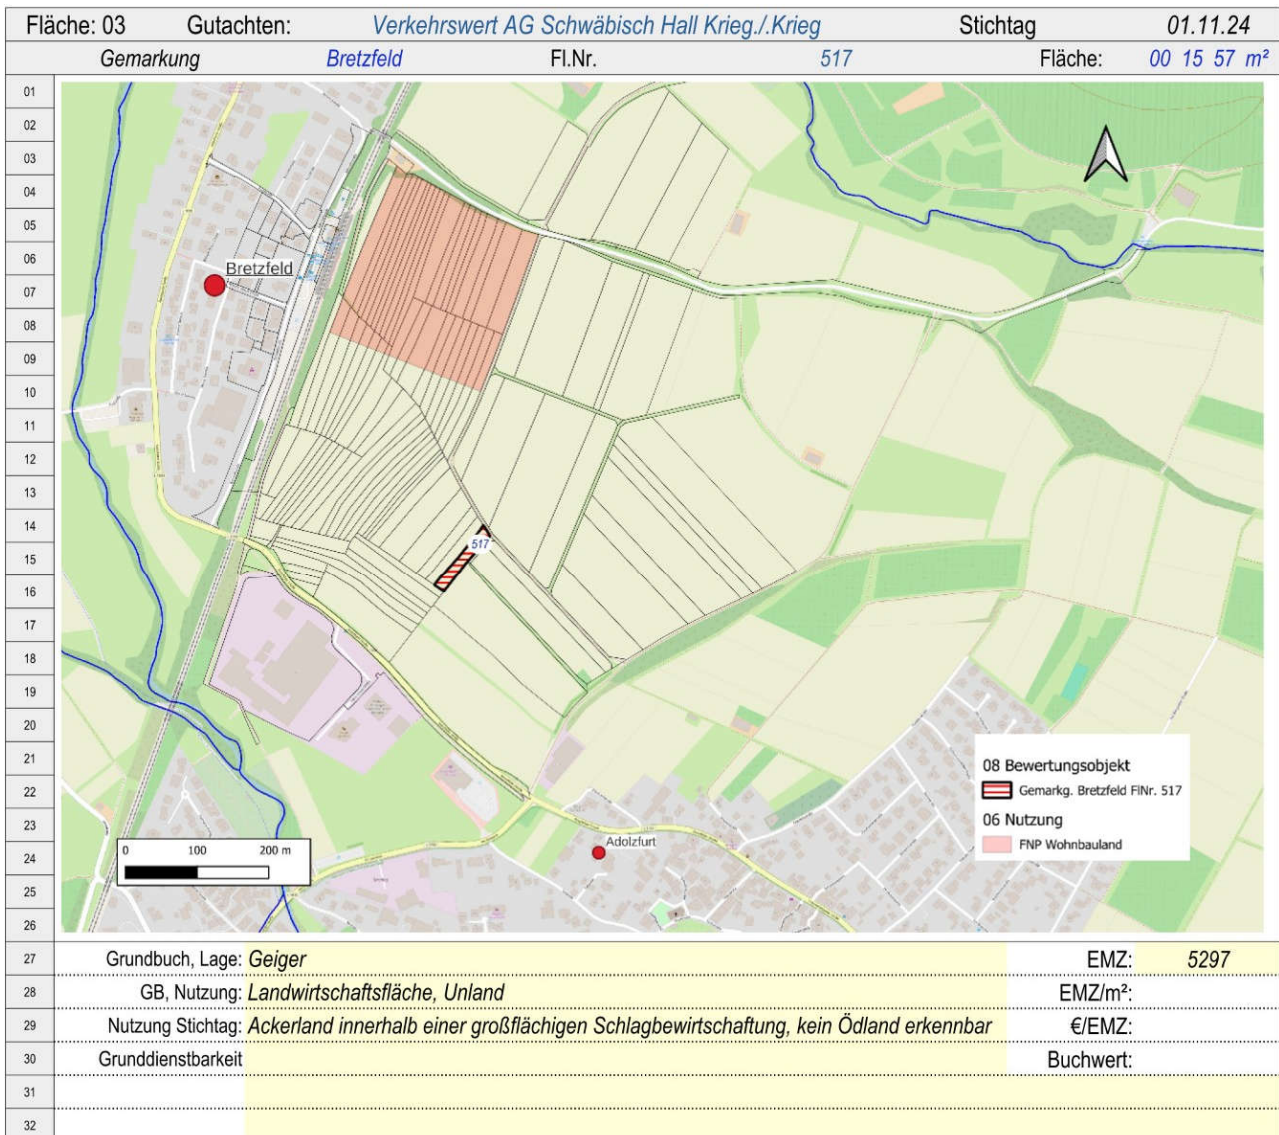 Fläche: 03 Gutachten: Verkehrswert AG Schwäbisch Hall Krieg./.Krieg Stichtag 01.11.24
Gemarkung Bretzfeld Fl.Nr. 517 Fläche: 00 15 57 m²
01
02
03
04
05
06
Bretzfeld
07
08
09
10
11
12
13
14
517
15
16
17
18
19
20
21
08 Bewertungsobjekt
22
Gemarkg. Bretzfeld FlNr. 517
06 Nutzung
23
FNP Wohnbauland
Adolzfurt
0 100 200 m
24
25
26
27 Grundbuch, Lage: Geiger EMZ: 5297
28 GB, Nutzung: Landwirtschaftsfläche, Unland EMZ/m²:
29 Nutzung Stichtag: Ackerland innerhalb einer großflächigen Schlagbewirtschaftung, kein Ödland erkennbar €/EMZ:
30 Grunddienstbarkeit Buchwert:
31
32